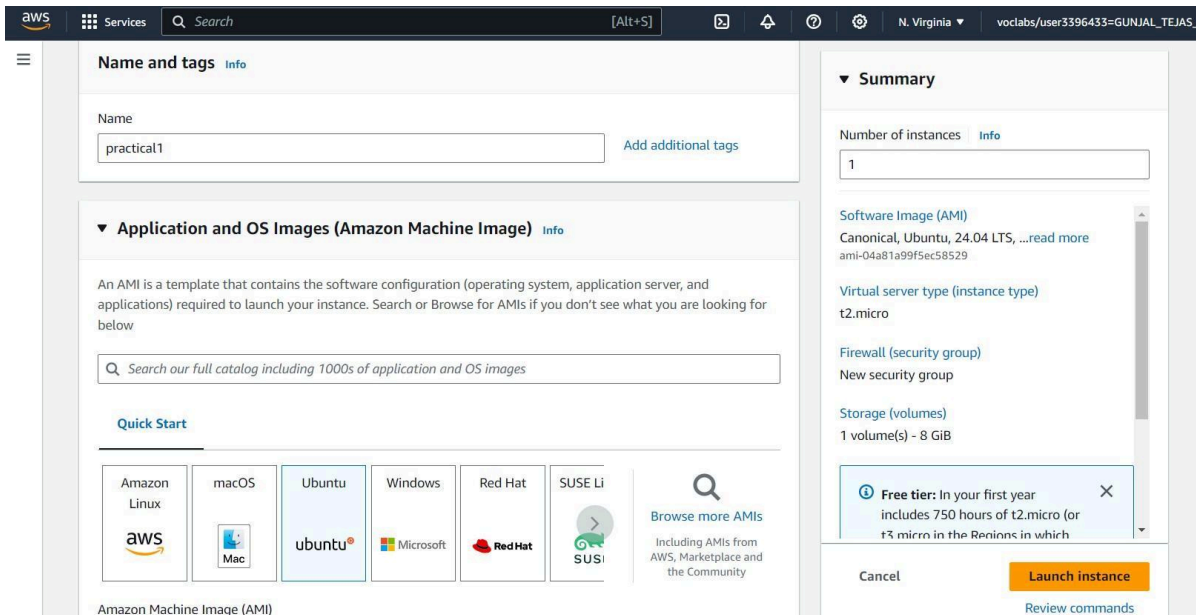 aws
Services
Search
[Alt+S]
N. Virginia
voclabs/user3396433=GUNJAL_TEJAS_
Name and tags Info
Name
practical1
Add additional tags
Application and OS Images (Amazon Machine Image) Info
An AMI is a template that contains the software configuration (operating system, application server, and
applications) required to launch your instance. Search or Browse for AMIs if you don't see what you are looking for
below
Search our full catalog including 1000s of application and OS images
Quick Start
Amazon
Linux
aws
macOS
Mac
Ubuntu
ubuntu
Windows
Microsoft
Red Hat
Red Hat
SUSE Li
SUS
Browse more AMIs
Including AMIs from
AWS, Marketplace and
the Community
Amazon Machine Image (AMI)
Summary
Number of instances Info
1
Software Image (AMI)
Canonical, Ubuntu, 24.04 LTS, ...read more
ami-04a81a99f5ec58529
Virtual server type (instance type)
t2.micro
Firewall (security group)
New security group
Storage (volumes)
1 volume(s) - 8 GiB
Free tier: In your first year
includes 750 hours of t2.micro (or
t3.micro in the Regions in which
Cancel
Launch instance
Review commands